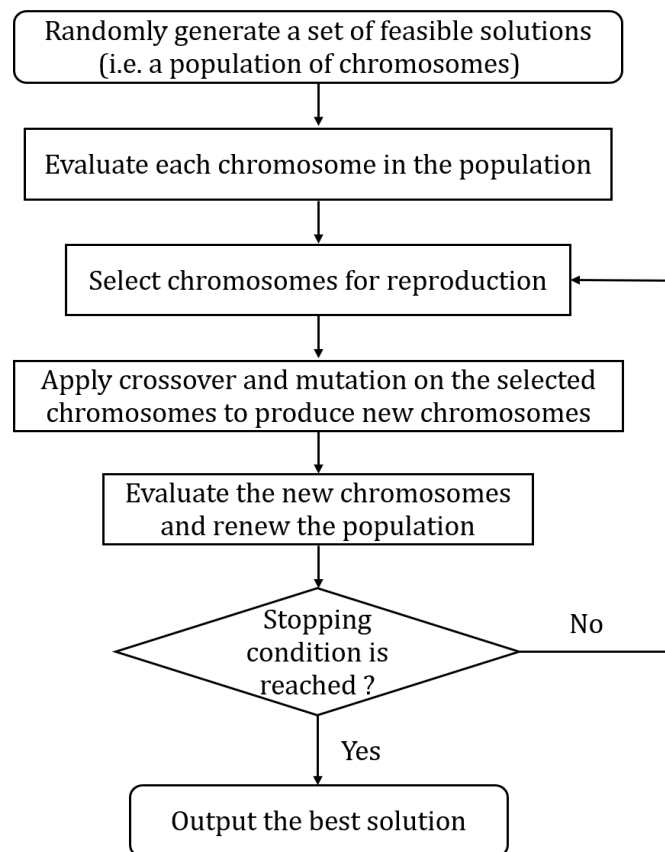 Randomly generate a set of feasible solutions
(i.e. a population of chromosomes)
Evaluate each chromosome in the population
Select chromosomes for reproduction
Apply crossover and mutation on the selected
chromosomes to produce new chromosomes
Evaluate the new chromosomes
and renew the population
Stopping
condition is
reached ?
No
Yes
Output the best solution